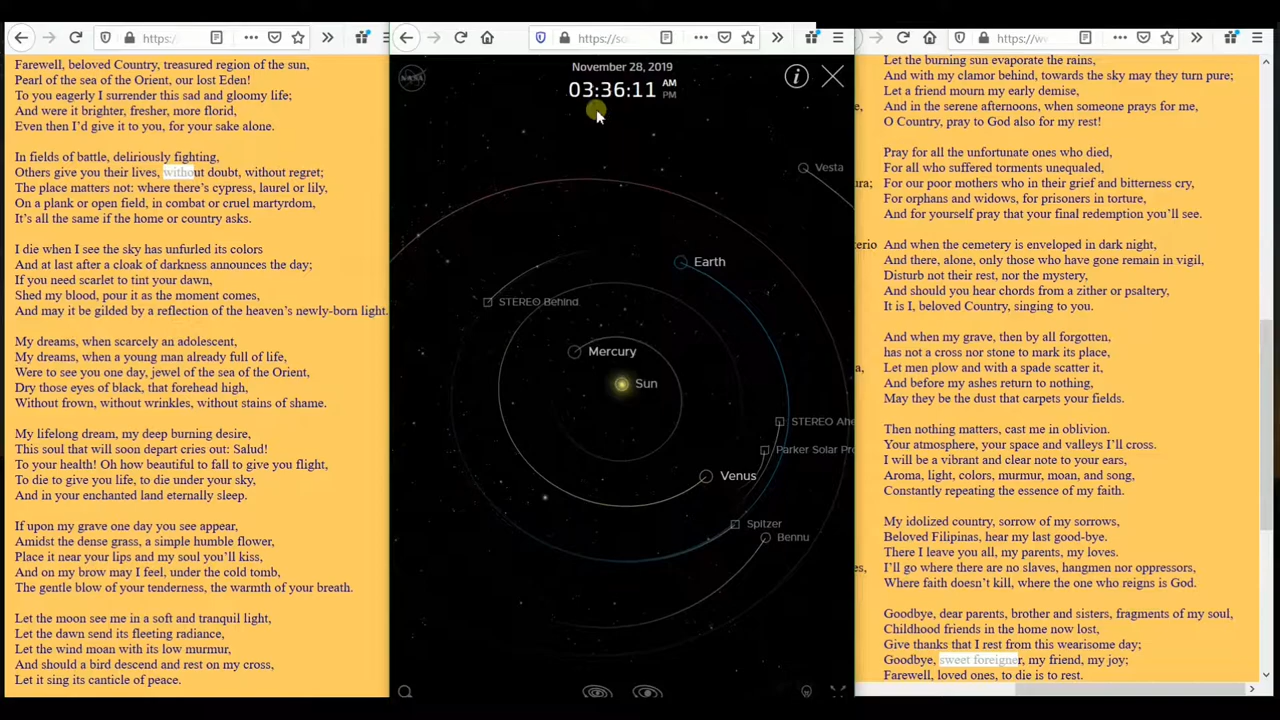 https://
Farewell, beloved Country, treasured region of the sun,
Pearl of the sea of the Orient, our lost Eden!
To you eagerly I surrender this sad and gloomy life;
And were it brighter, fresher, more florid,
Even then I'd give it to you, for your sake alone.
In fields of battle, deliriously fighting,
Others give you their lives, without doubt, without regret;
The place matters not: where there's cypress, laurel or lily,
On a plank or open field, in combat or cruel martyrdom,
It's all the same if the home or country asks.
I die when I see the sky has unfurled its colors
And at last after a cloak of darkness announces the day;
If you need scarlet to tint your dawn,
Shed my blood, pour it as the moment comes,
And may it be gilded by a reflection of the heaven's newly-born light.
My dreams, when scarcely an adolescent,
My dreams, when a young man already full of life,
Were to see you one day, jewel of the sea of the Orient,
Dry those eyes of black, that forehead high,
Without frown, without wrinkles, without stains of shame.
My lifelong dream, my deep burning desire,
This soul that will soon depart cries out: Salud!
To your health! Oh how beautiful to fall to give you flight,
To die to give you life, to die under your sky,
And in your enchanted land eternally sleep.
If upon my grave one day you see appear,
Amidst the dense grass, a simple humble flower,
Place it near your lips and my soul you'll kiss,
And on my brow may I feel, under the cold tomb,
The gentle blow of your tenderness, the warmth of your breath.
Let the moon see me in a soft and tranquil light,
Let the dawn send its fleeting radiance,
Let the wind moan with its low murmur,
And should a bird descend and rest on my cross,
Let it sing its canticle of peace.
https://so
NASA
November 28, 2019
03:36:11 AM
PM
Vesta
Earth
STEREO Behind
Mercury
Sun
STEREO Ahe
Parker Solar Pro
Venus
Spitzer
Bennu
https://w
Let the burning sun evaporate the rains,
And with my clamor behind, towards the sky may they turn pure;
Let a friend mourn my early demise,
And in the serene afternoons, when someone prays for me,
O Country, pray to God also for my rest!
Pray for all the unfortunate ones who died,
For all who suffered torments unequaled,
For our poor mothers who in their grief and bitterness cry,
For orphans and widows, for prisoners in torture,
And for yourself pray that your final redemption you'll see.
And when the cemetery is enveloped in dark night,
And there, alone, only those who have gone remain in vigil,
Disturb not their rest, nor the mystery,
And should you hear chords from a zither or psaltery,
It is I, beloved Country, singing to you.
And when my grave, then by all forgotten,
has not a cross nor stone to mark its place,
Let men plow and with a spade scatter it,
And before my ashes return to nothing,
May they be the dust that carpets your fields.
Then nothing matters, cast me in oblivion.
Your atmosphere, your space and valleys I'll cross.
I will be a vibrant and clear note to your ears,
Aroma, light, colors, murmur, moan, and song,
Constantly repeating the essence of my faith.
My idolized country, sorrow of my sorrows,
Beloved Filipinas, hear my last good-bye.
There I leave you all, my parents, my loves.
I'll go where there are no slaves, hangmen nor oppressors,
Where faith doesn't kill, where the one who reigns is God.
Goodbye, dear parents, brother and sisters, fragments of my soul,
Childhood friends in the home now lost,
Give thanks that I rest from this wearisome day;
Goodbye, sweet foreigner, my friend, my joy;
Farewell, loved ones, to die is to rest.